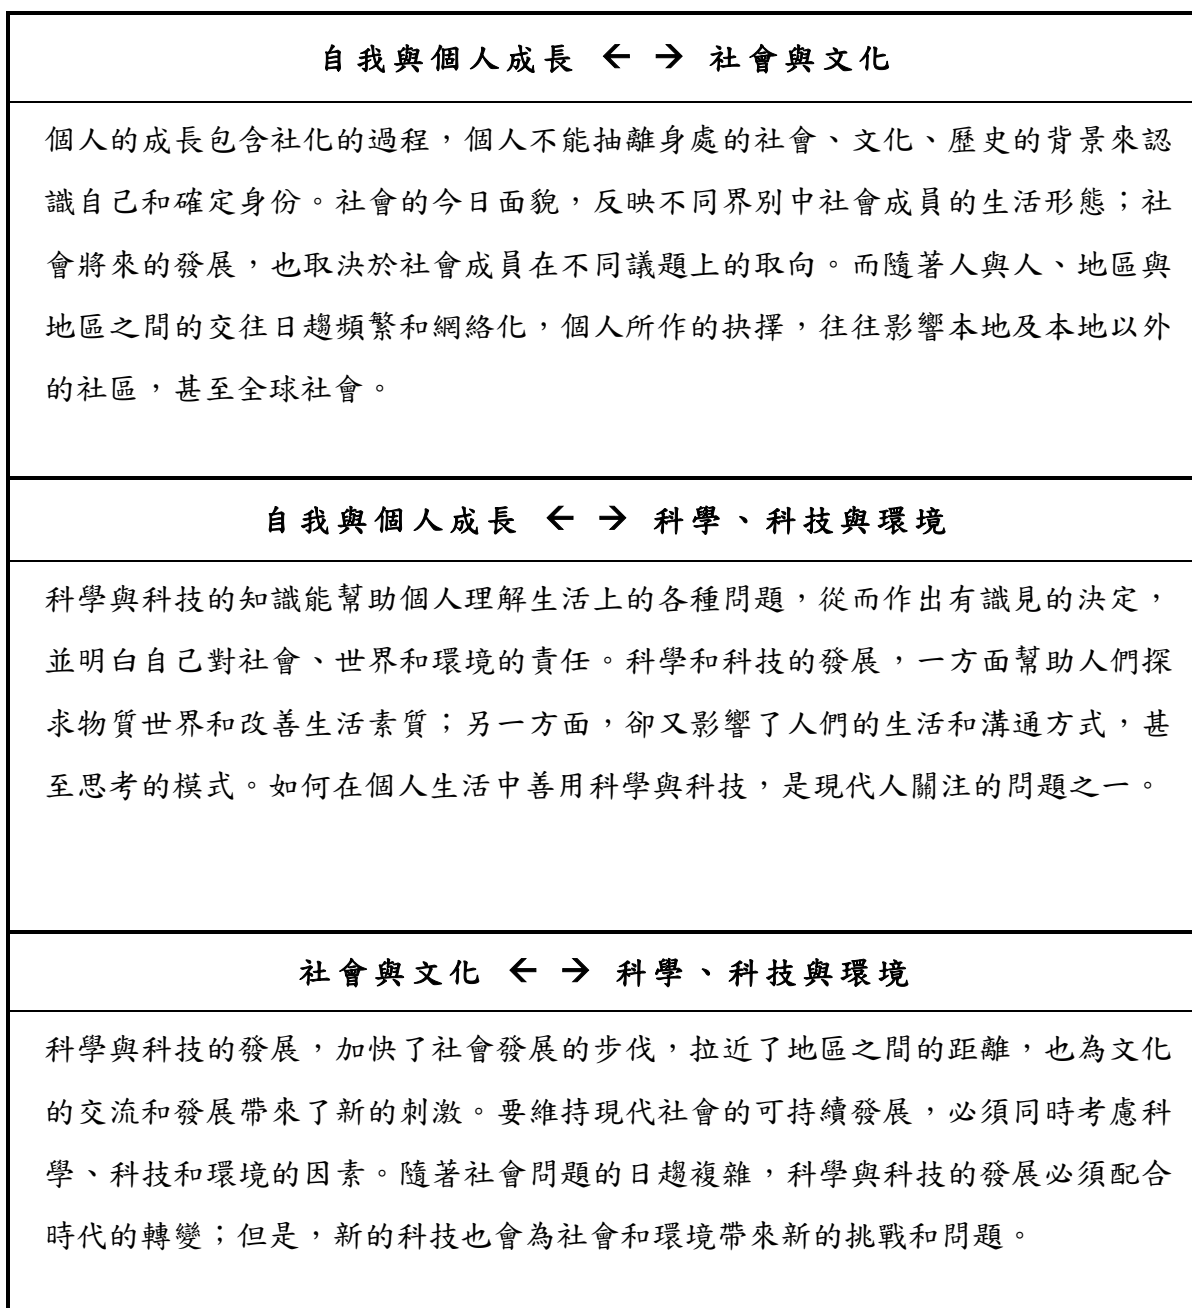 自我與個人成長 ← → 社會與文化
個人的成長包含社化的過程，個人不能抽離身處的社會、文化、歷史的背景來認
識自己和確定身份。社會的今日面貌，反映不同界別中社會成員的生活形態；社
會將來的發展，也取決於社會成員在不同議題上的取向。而隨著人與人、地區與
地區之間的交往日趨頻繁和網絡化，個人所作的抉擇，往往影響本地及本地以外
的社區，甚至全球社會。
自我與個人成長 ← → 科學、科技與環境
科學與科技的知識能幫助個人理解生活上的各種問題，從而作出有識見的決定，
並明白自己對社會、世界和環境的責任。科學和科技的發展，一方面幫助人們探
求物質世界和改善生活素質；另一方面，卻又影響了人們的生活和溝通方式，甚
至思考的模式。如何在個人生活中善用科學與科技，是現代人關注的問題之一。
社會與文化 ← → 科學、科技與環境
科學與科技的發展，加快了社會發展的步伐，拉近了地區之間的距離，也為文化
的交流和發展帶來了新的刺激。要維持現代社會的可持續發展，必須同時考慮科
學、科技和環境的因素。隨著社會問題的日趨複雜，科學與科技的發展必須配合
時代的轉變；但是，新的科技也會為社會和環境帶來新的挑戰和問題。